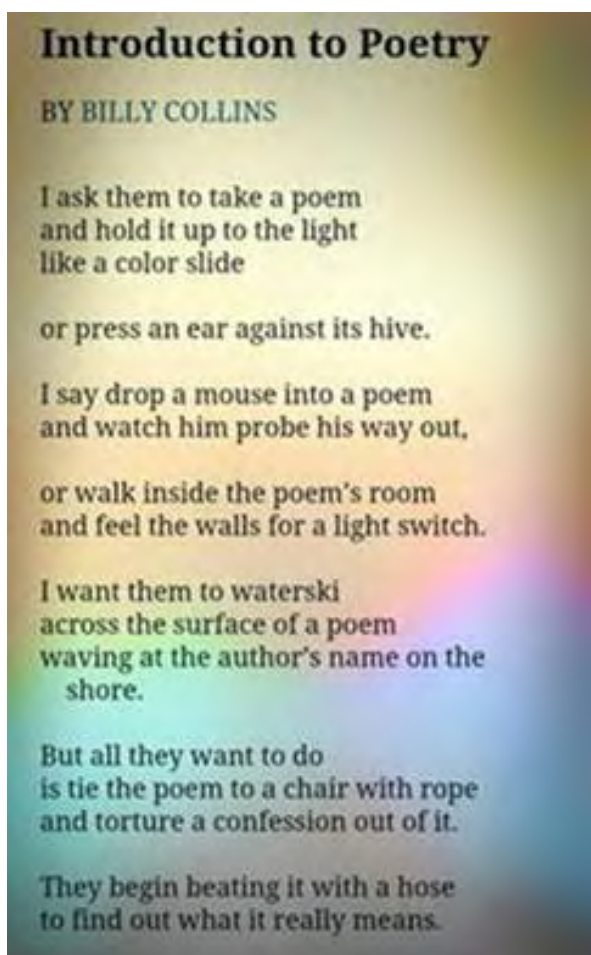 Introduction to Poetry
BY BILLY COLLINS
I ask them to take a poem
and hold it up to the light
like a color slide
or press an ear against its hive.
I say drop a mouse into a poem
and watch him probe his way out,
or walk inside the poem's room
and feel the walls for a light switch.
I want them to waterski
across the surface of a poem
waving at the author's name on the
shore.
But all they want to do
is tie the poem to a chair with rope
and torture a confession out of it.
They begin beating it with a hose
to find out what it really means.